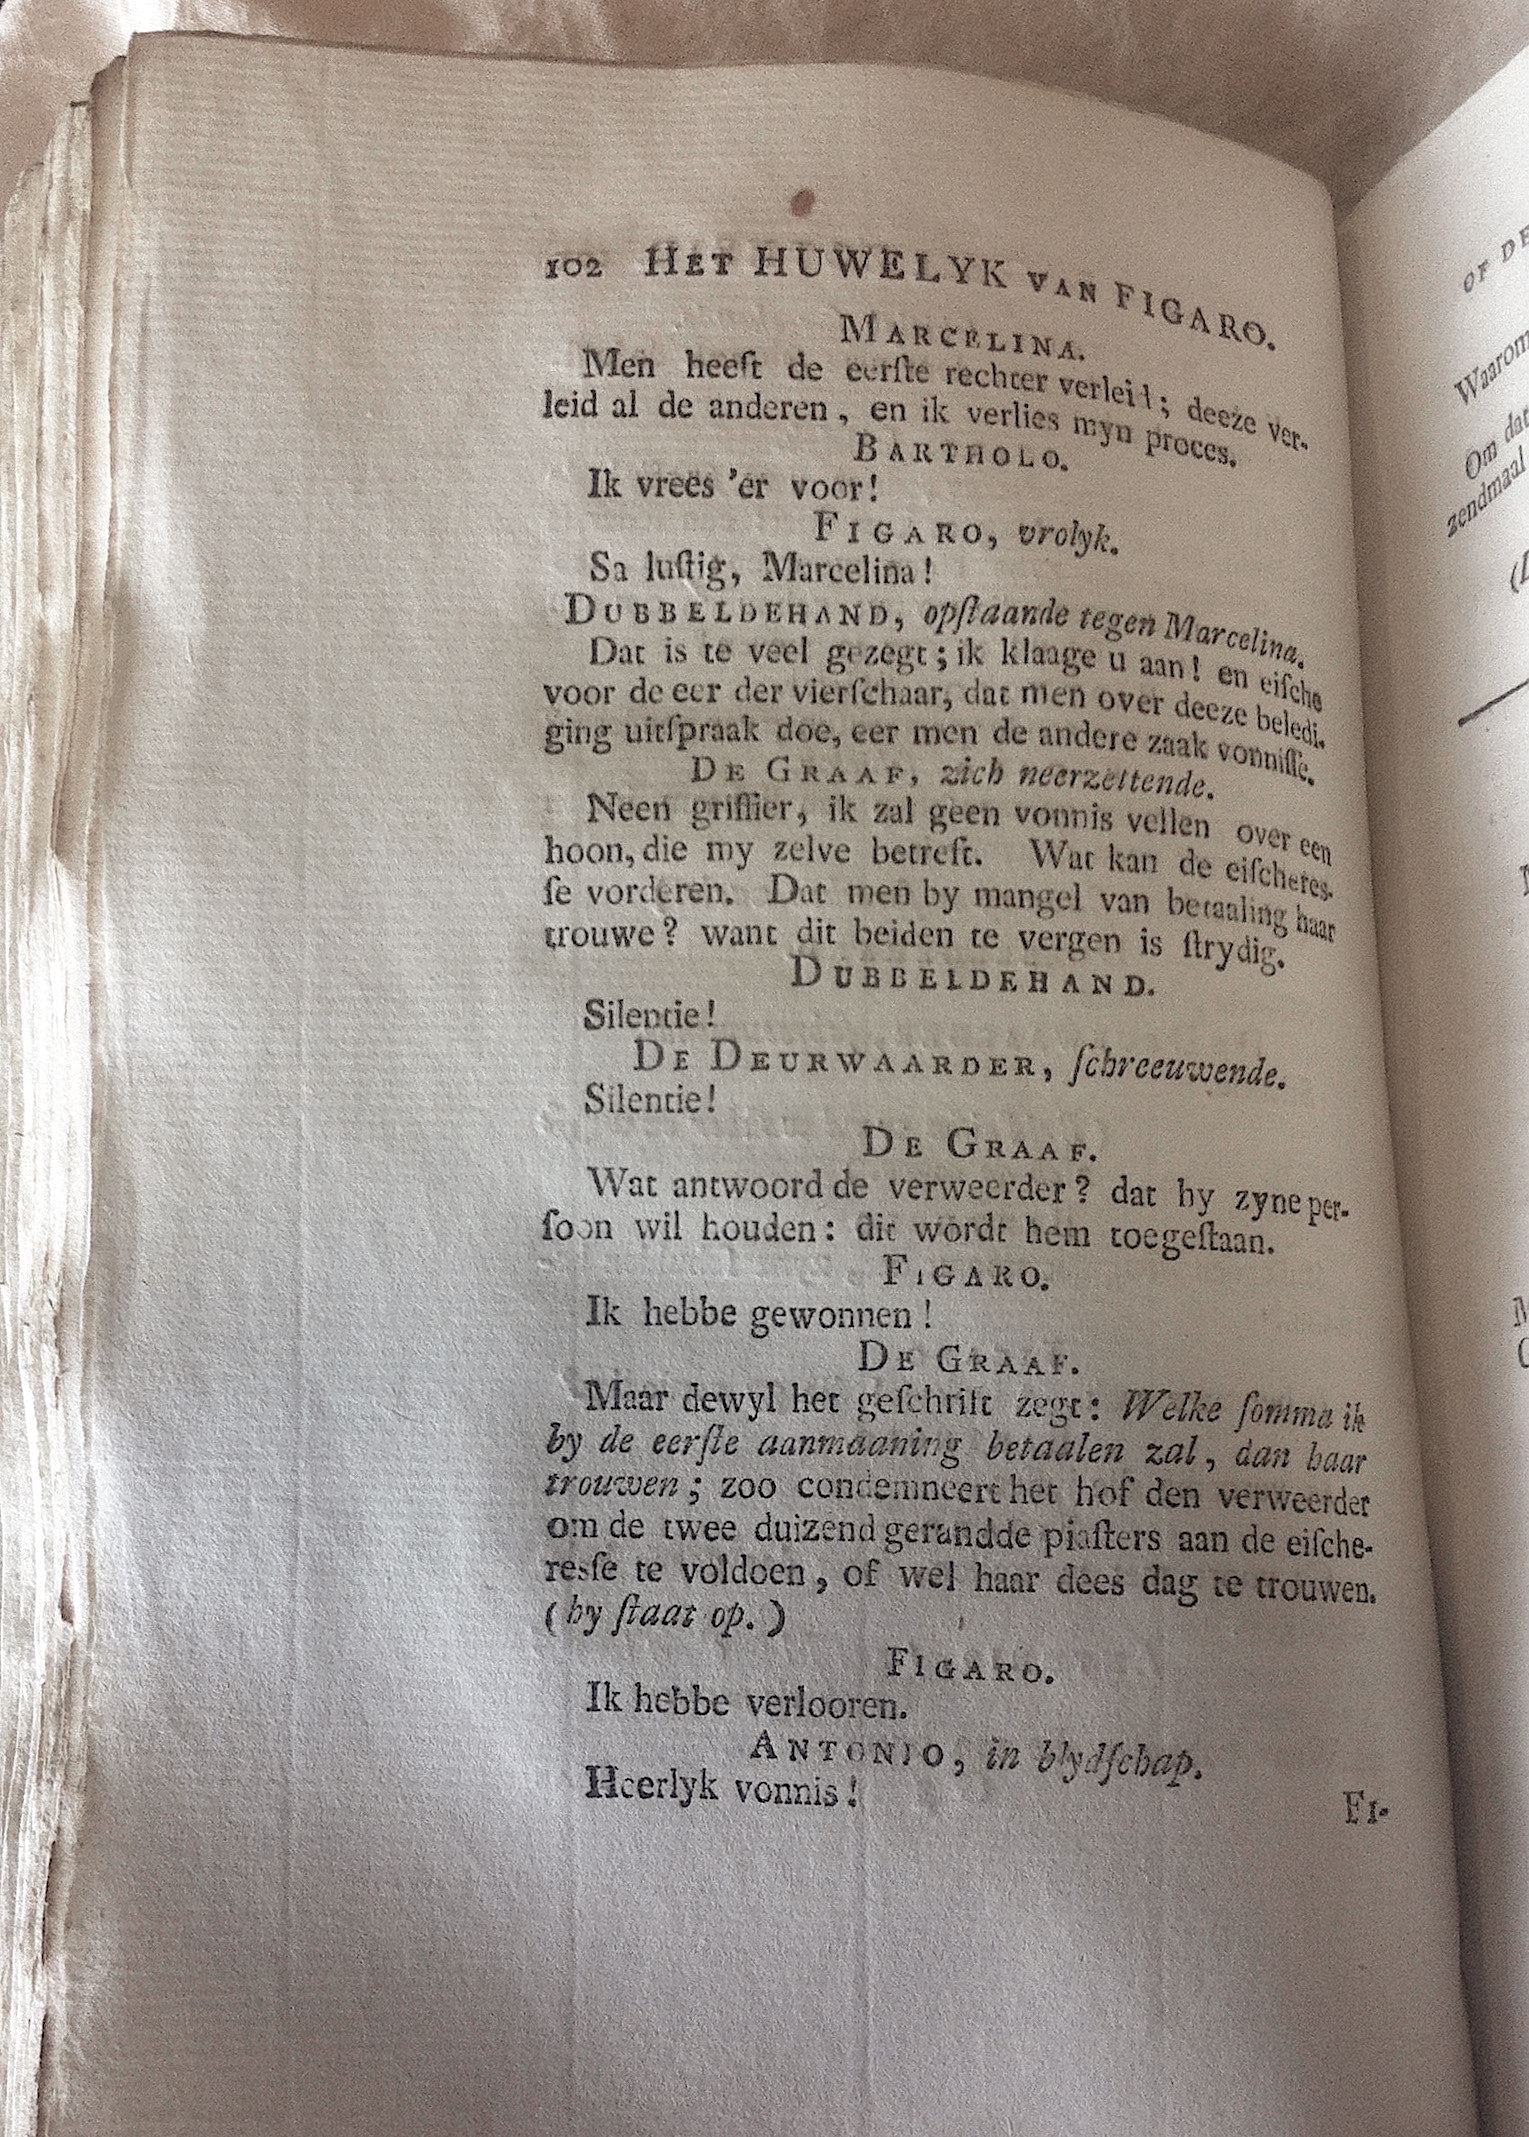 102 HET HUWELYK VAN FIGARO.
MARCELINA.
Men heeft de eerſte rechter verleid; deeze ver-
leid al de anderen, en ik verlies myn proces.
BARTHOLO.
Ik vrees 'er voor!
FIGARO, vrolyk.
Sa luſtig, Marcelina!
DUBBELDEHAND, opſtaande tegen Marcelina.
Dat is te veel gezegt; ik klaage u aan! en eiſche
voor de eer der vierſchaar, dat men over deeze beledi-
ging uitſpraak doe, eer men de andere zaak vonniſſe.
DE GRAAF, zich neerzettende.
Neen griffier, ik zal geen vonnis vellen over een
hoon, die my zelve betreft. Wat kan de eiſcheres-
ſe vorderen. Dat men by mangel van betaaling haar
trouwe? want dit beiden te vergen is ſtrydig.
DUBBELDEHAND.
Silentie!
DE DEURWAARDER, ſchreeuwende.
Silentie!
DE GRAAF.
Wat antwoord de verweerder? dat hy zyne per-
ſoon wil houden: dit wordt hem toegeſtaan.
FIGARO.
Ik hebbe gewonnen!
DE GRAAF.
Maar dewyl het geſchrift zegt: Welke ſomma ik
by de eerſte aanmaaning betaalen zal, dan haar
trouwen; zoo condemneert het hof den verweerder
om de twee duizend gerandde piaſters aan de eiſche-
resſe te voldoen, of wel haar dees dag te trouwen.
(hy ſtaat op.)
FIGARO.
Ik hebbe verlooren.
ANTONIO, in blydſchap.
Heerlyk vonnis!
FI-
OF DE
Waarom
Om dat
zendmaal